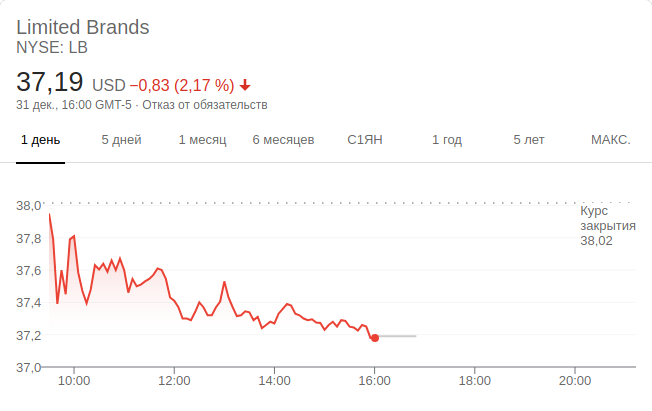 Limited Brands
NYSE: LB
37,19 USD −0,83 (2,17 %)
31 дек., 16:00 GMT-5 · Отказ от обязательств
1 день 5 дней 1 месяц 6 месяцев С1ЯН 1 год 5 лет МАКС.
38,0
Курс
закрытия
38,02
37,8
37,6
37,4
37,2
37,0
10:00 12:00 14:00 16:00 18:00 20:00